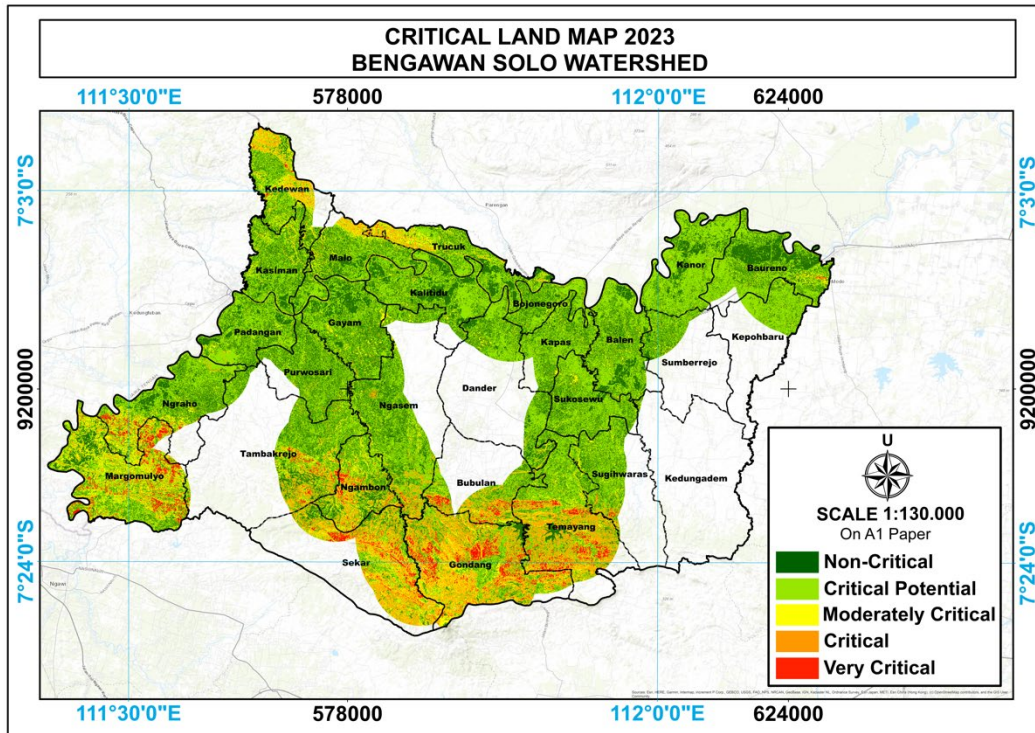 CRITICAL LAND MAP 2023
BENGAWAN SOLO WATERSHED
111°30'0"E 578000 112°0'0"E 624000
7°3'0"S 7°3'0"S
9200000 9200000
7°24'0"S 7°24'0"S
Kedewan
Trucuk
Malo
Kasiman
Kanor
Baureno
Kalitidu
Bojonegoro
Gayam
Padangan
Kapas
Balen
Kepohbaru
Sumberrejo
Purwosari
Dander
Ngraho
Ngasem
Sukosewu
Tambakrejo
Margomulyo
Sugihwaras
Kedungadem
Ngambon
Bubulan
Temayang
Sekar
Gondang
Ngawi
U
SCALE 1:130.000
On A1 Paper
Non-Critical
Critical Potential
Moderately Critical
Critical
Very Critical
111°30'0"E 578000 112°0'0"E 624000